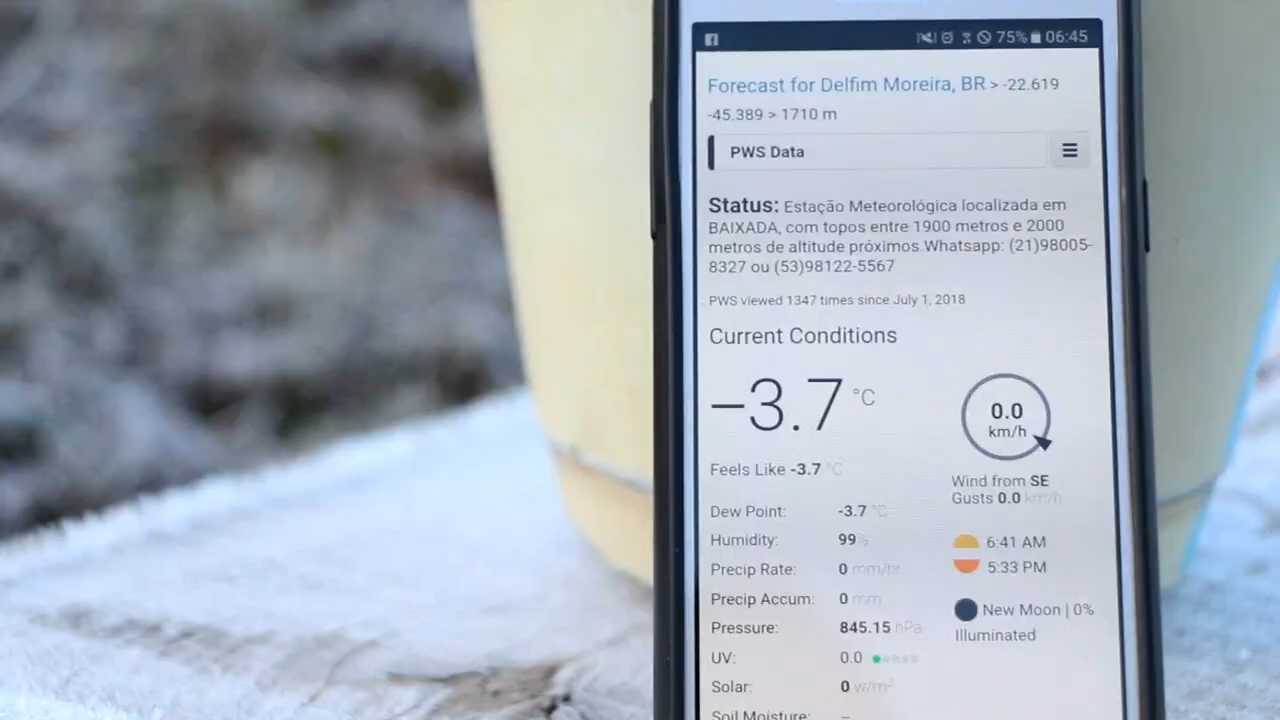 75% 06:45
Forecast for Delfim Moreira, BR > -22.619
-45.389 > 1710 m
PWS Data
Status: Estação Meteorológica localizada em
BAIXADA, com topos entre 1900 metros e 2000
metros de altitude próximos.Whatsapp: (21)98005-
8327 ou (53)98122-5567
PWS viewed 1347 times since July 1, 2018
Current Conditions
-3.7 °C
0.0
km/h
Feels Like -3.7 °C
Wind from SE
Gusts 0.0 km/h
Dew Point: -3.7 °C
Humidity: 99%
Precip Rate: 0 mm/hr
Precip Accum: 0 mm
Pressure: 845.15 hPa
UV: 0.0
Solar: 0 w/m²
Soil Moisture: --
6:41 AM
5:33 PM
New Moon | 0%
Illuminated